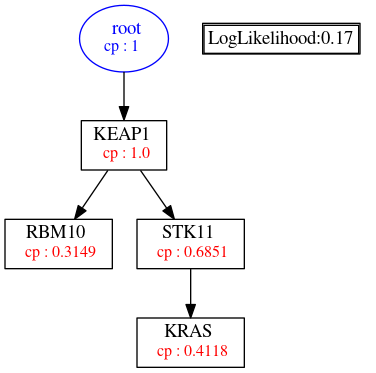 root
cp : 1
LogLikelihood:0.17
KEAP1
cp : 1.0
RBM10
cp : 0.3149
STK11
cp : 0.6851
KRAS
cp : 0.4118